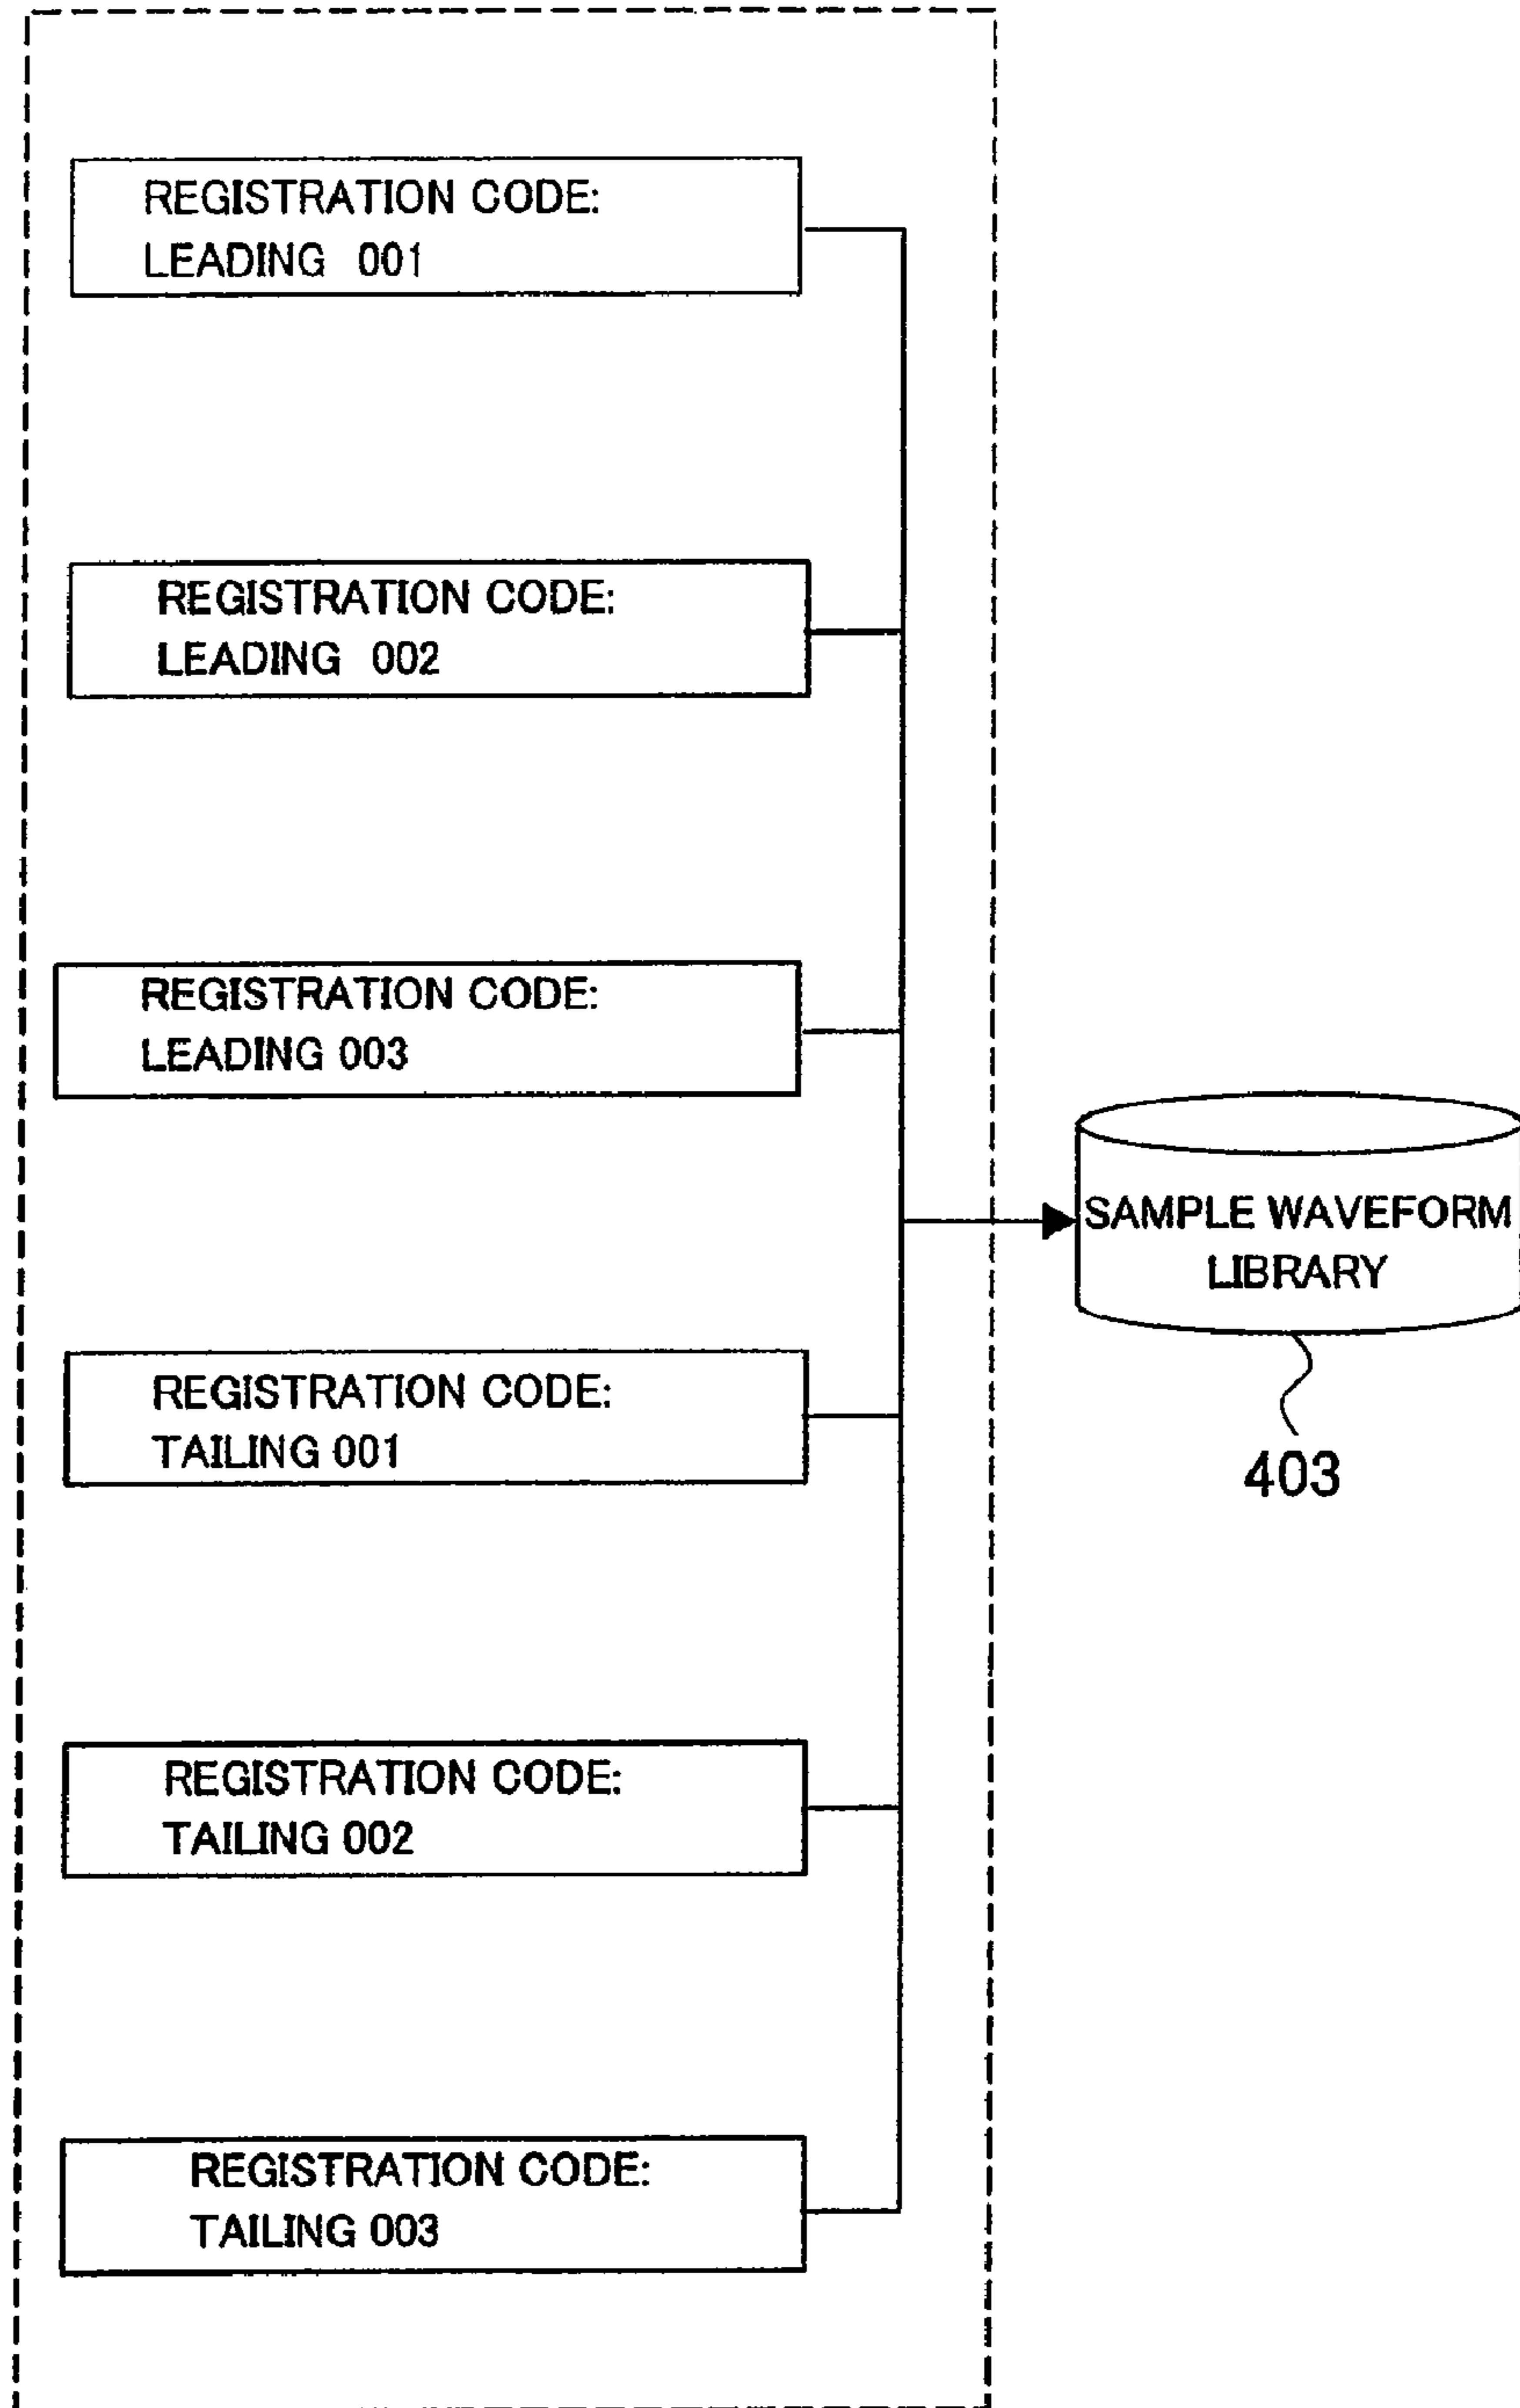 REGISTRATION CODE:
LEADING 001
REGISTRATION CODE:
LEADING 002
REGISTRATION CODE:
LEADING 003
REGISTRATION CODE:
TAILING 001
REGISTRATION CODE:
TAILING 002
REGISTRATION CODE:
TAILING 003
SAMPLE WAVEFORM
LIBRARY
403